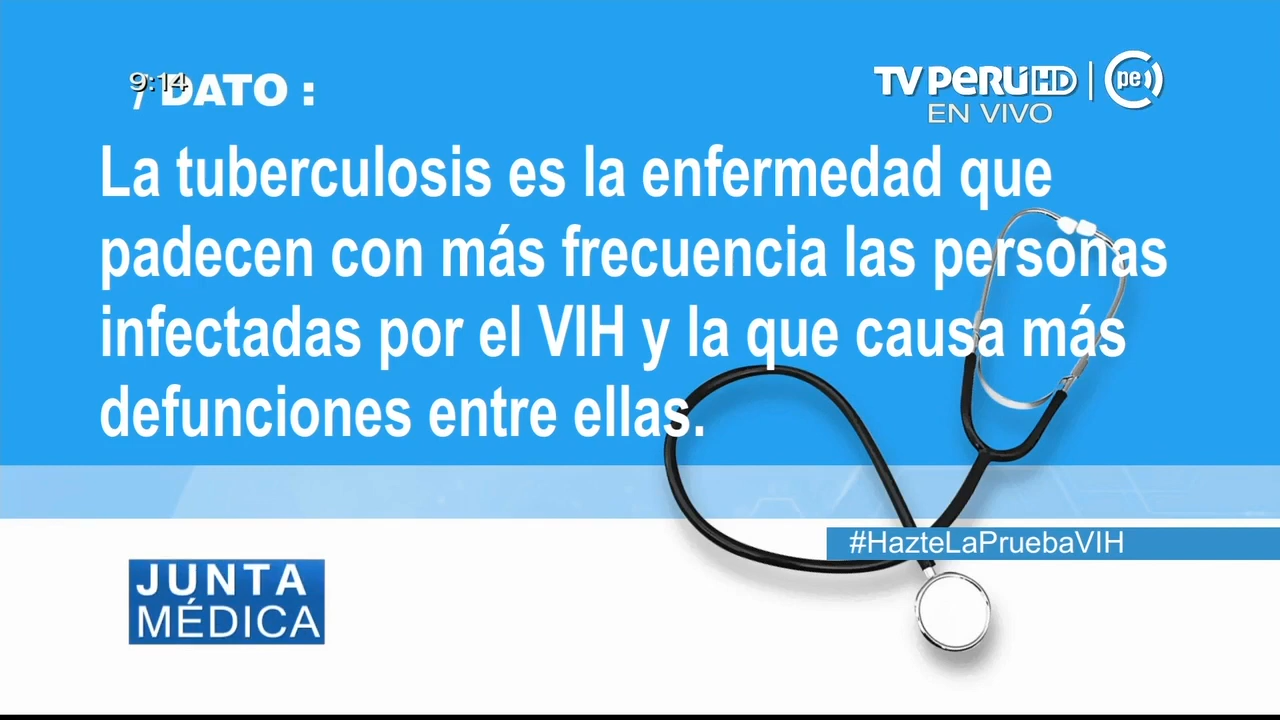 9:14
/ DATO :
TV PERÚ HD | pe
EN VIVO
La tuberculosis es la enfermedad que
padecen con más frecuencia las personas
infectadas por el VIH y la que causa más
defunciones entre ellas.
#HazteLaPruebaVIH
JUNTA
MÉDICA